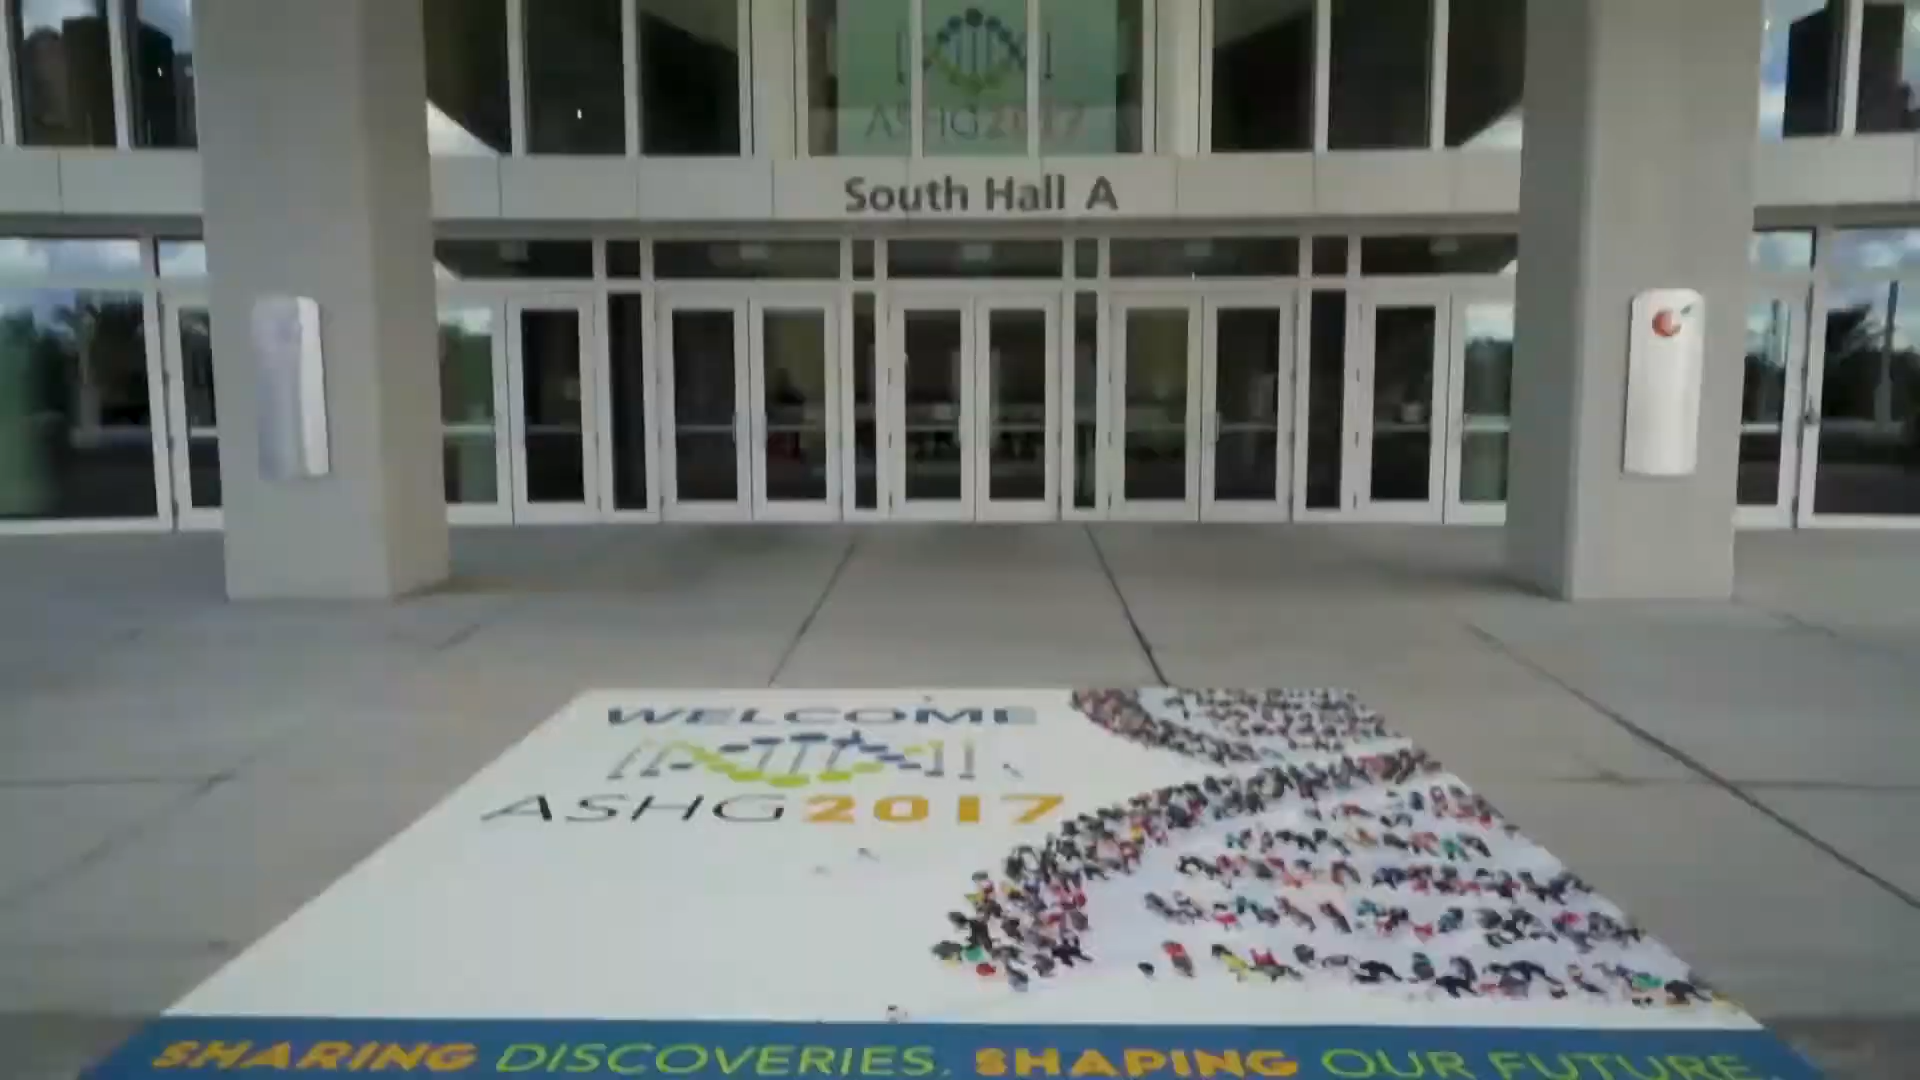 ASHG2017
South Hall A
WELCOME
ASHG2017
SHARING DISCOVERIES. SHAPING OUR FUTURE.